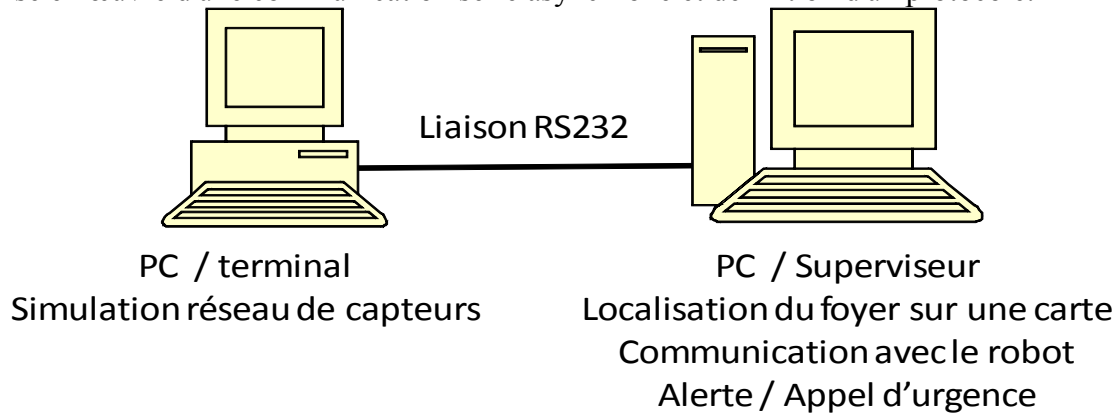 Liaison RS232
PC / terminal
Simulation réseau de capteurs
PC / Superviseur
Localisation du foyer sur une carte
Communication avec le robot
Alerte / Appel d'urgence